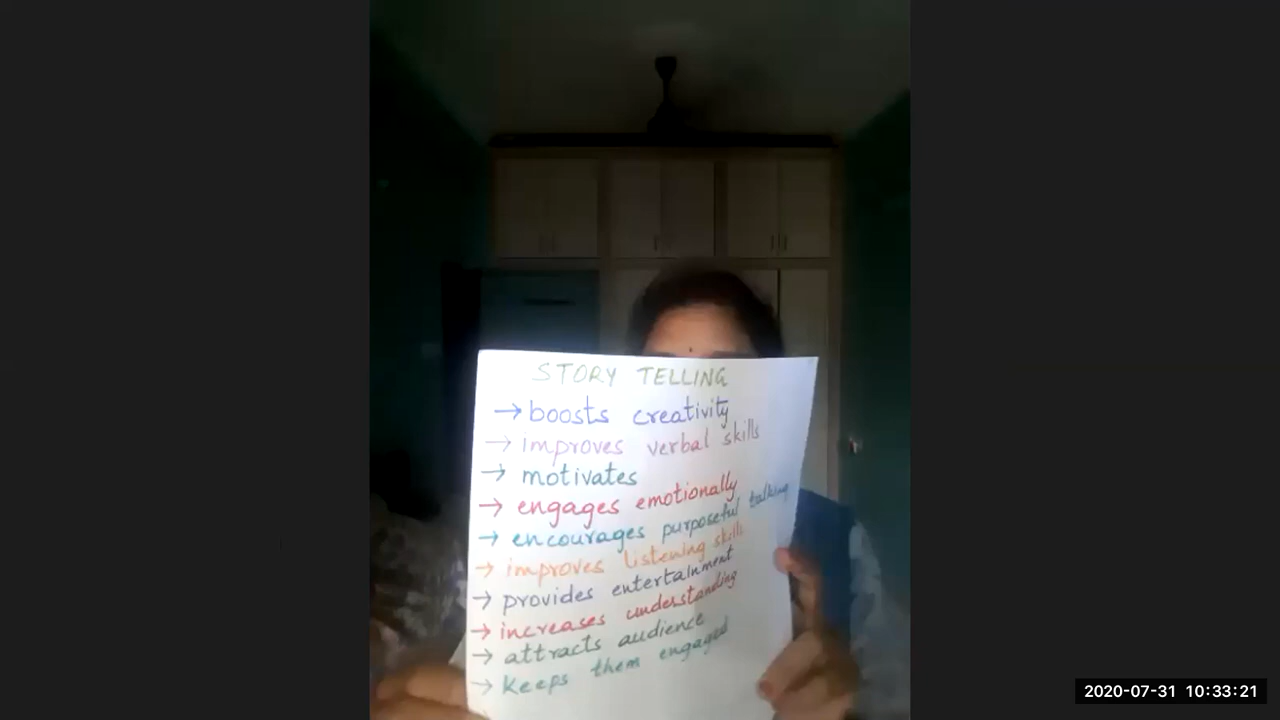 STORY TELLING
→ boosts creativity
→ improves verbal skills
→ motivates
→ engages emotionally
→ encourages purposeful talking
→ improves listening skills
→ provides entertainment
→ increases understanding
→ attracts audience
→ keeps them engaged
2020-07-31 10:33:21